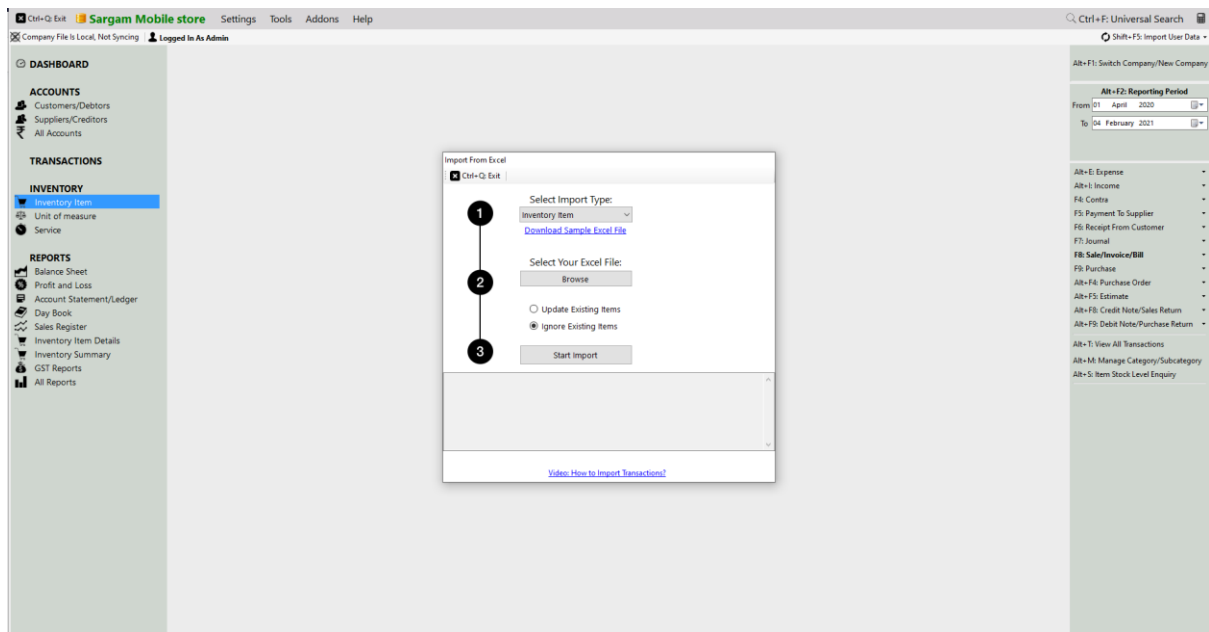 Ctrl+Q: Exit Sargam Mobile store Settings Tools Addons Help Ctrl+F: Universal Search
Company File Is Local, Not Syncing Logged In As Admin Shift+F5: Import User Data
DASHBOARD
ACCOUNTS
Customers/Debtors
Suppliers/Creditors
All Accounts
TRANSACTIONS
INVENTORY
Inventory Item
Unit of measure
Service
REPORTS
Balance Sheet
Profit and Loss
Account Statement/Ledger
Day Book
Sales Register
Inventory Item Details
Inventory Summary
GST Reports
All Reports
Import From Excel
Ctrl+Q: Exit
1
Select Import Type:
Inventory Item
Download Sample Excel File
2
Select Your Excel File:
Browse
Update Existing Items
Ignore Existing Items
3
Start Import
Video: How to Import Transactions?
Alt+F1: Switch Company/New Company
Alt+F2: Reporting Period
From 01 April 2020
To 04 February 2021
Alt+E: Expense
Alt+I: Income
F4: Contra
F5: Payment To Supplier
F6: Receipt From Customer
F7: Journal
F8: Sale/Invoice/Bill
F9: Purchase
Alt+F4: Purchase Order
Alt+F5: Estimate
Alt+F8: Credit Note/Sales Return
Alt+F9: Debit Note/Purchase Return
Alt+T: View All Transactions
Alt+M: Manage Category/Subcategory
Alt+S: Item Stock Level Enquiry